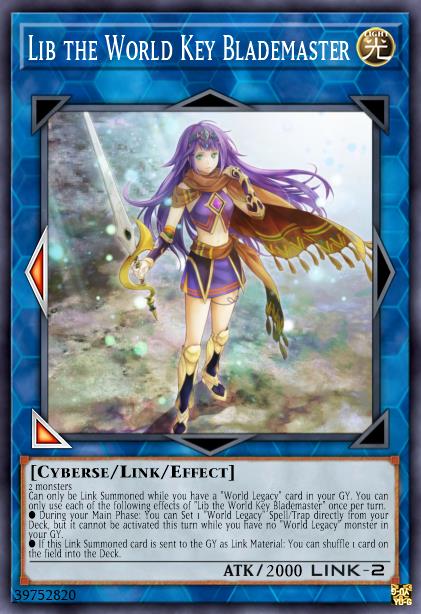 LIB THE WORLD KEY BLADEMASTER
LIGHT
光
[CYBERSE/LINK/EFFECT]
2 monsters
Can only be Link Summoned while you have a "World Legacy" card in your GY. You can
only use each of the following effects of "Lib the World Key Blademaster" once per turn.
● During your Main Phase: You can Set 1 "World Legacy" Spell/Trap directly from your
Deck, but it cannot be activated this turn while you have no "World Legacy" monster in
your GY.
● If this Link Summoned card is sent to the GY as Link Material: You can shuffle 1 card on
the field into the Deck.
ATK/2000 LINK-2
39752820